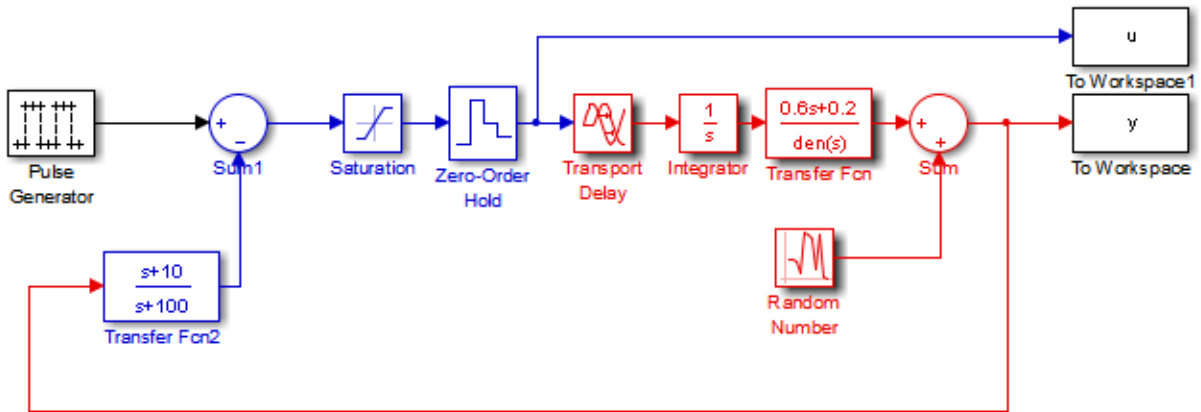 u
To Workspace1
+
−
Pulse
Generator
Sum1
Saturation
Zero-Order
Hold
Transport
Delay
1
s
Integrator
0.6s+0.2
den(s)
Transfer Fcn
+
+
Sum
y
To Workspace
s+10
s+100
Transfer Fcn2
Random
Number